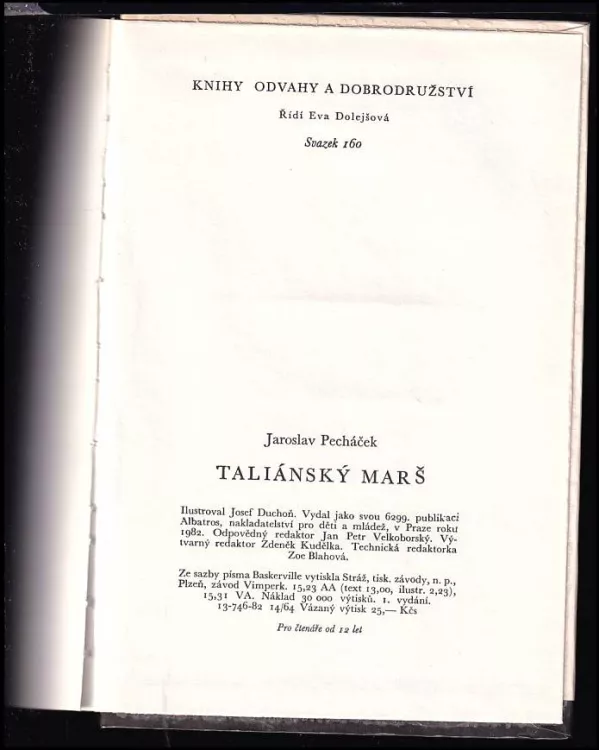 KNIHY ODVAHY A DOBRODRUŽSTVÍ
Řídí Eva Dolejšová
Svazek 160
Jaroslav Pecháček
TALIÁNSKÝ MARŠ
Ilustroval Josef Duchoň. Vydal jako svou 6299. publikaci
Albatros, nakladatelství pro děti a mládež, v Praze roku
1982. Odpovědný redaktor Jan Petr Velkoborský. Vý-
tvarný redaktor Zdeněk Kudělka. Technická redaktorka
Zoe Blahová.
Ze sazby písma Baskerville vytiskla Stráž, tisk. závody, n. p.,
Plzeň, závod Vimperk. 15,23 AA (text 13,00, ilustr. 2,23),
15,31 VA. Náklad 30 000 výtisků. 1. vydání.
13-746-82 14/64 Vázaný výtisk 25,— Kčs
Pro čtenáře od 12 let